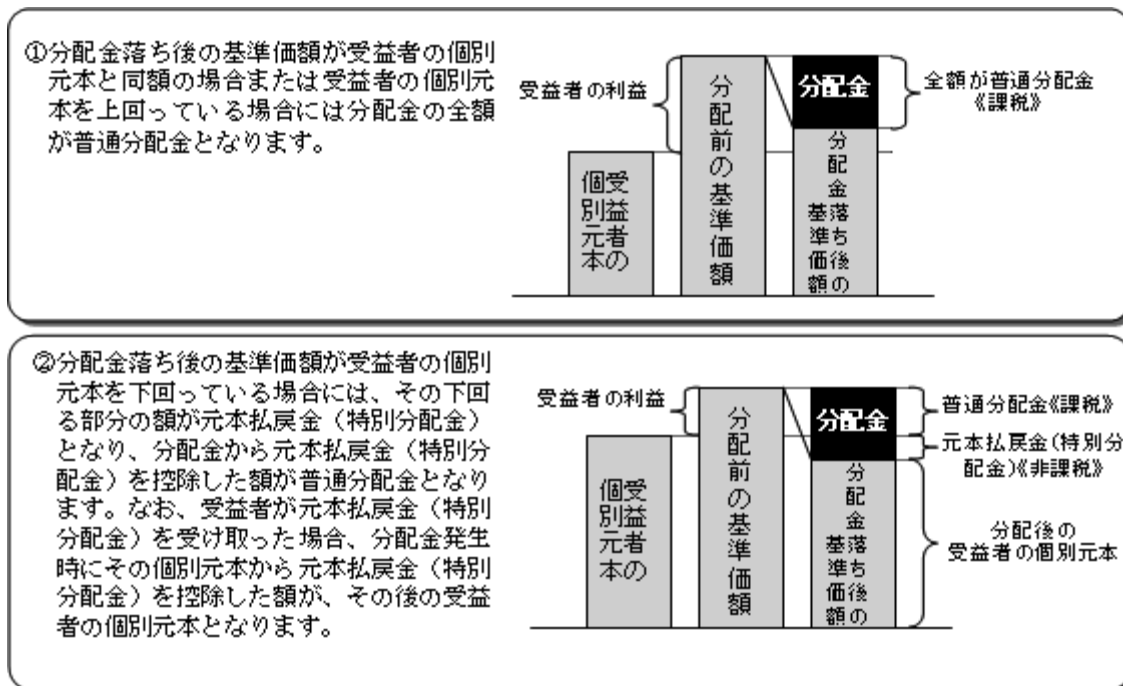 ①分配金落ち後の基準価額が受益者の個別
元本と同額の場合または受益者の個別元
本を上回っている場合には分配金の全額
が普通分配金となります。
受益者の利益
受益者の
個別元本
分配前の基準価額
分配金
分配金落ち後の
基準価額
全額が普通分配金
《課税》
②分配金落ち後の基準価額が受益者の個別
元本を下回っている場合には、その下回
る部分の額が元本払戻金（特別分配金）
となり、分配金から元本払戻金（特別分
配金）を控除した額が普通分配金となり
ます。なお、受益者が元本払戻金（特別
分配金）を受け取った場合、分配金発生
時にその個別元本から元本払戻金（特別
分配金）を控除した額が、その後の受益
者の個別元本となります。
受益者の利益
受益者の
個別元本
分配前の基準価額
分配金
分配金落ち後の
基準価額
普通分配金《課税》
元本払戻金(特別分
配金)《非課税》
分配後の
受益者の個別元本